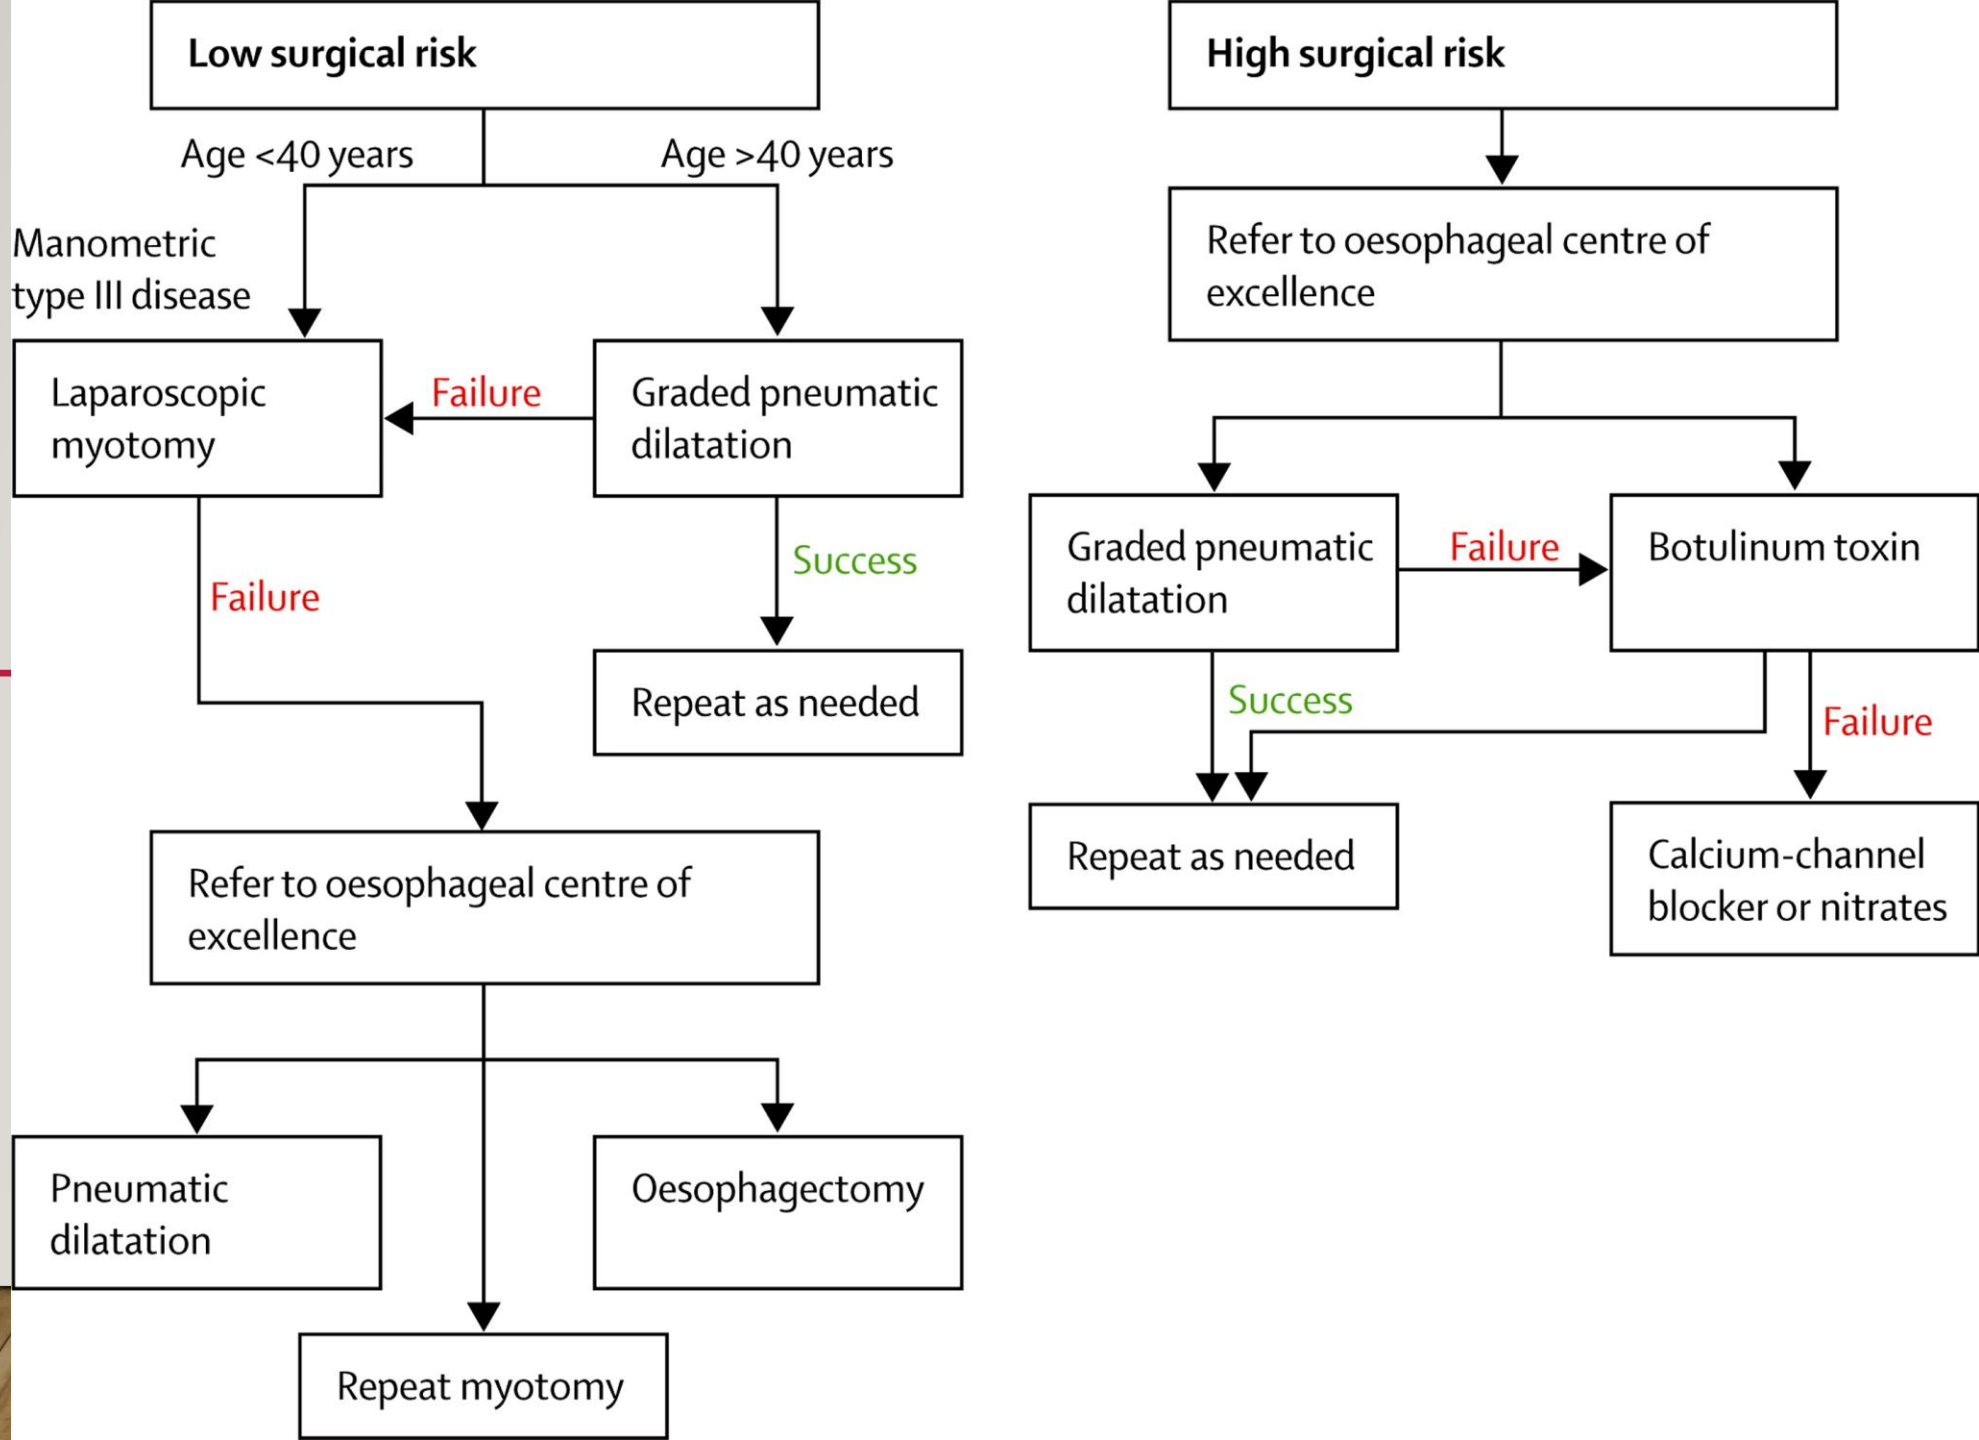 Low surgical risk
Age <40 years
Age >40 years
Manometric
type III disease
Laparoscopic
myotomy
Failure
Graded pneumatic
dilatation
Success
Failure
Repeat as needed
Refer to oesophageal centre of
excellence
Pneumatic
dilatation
Oesophagectomy
Repeat myotomy
High surgical risk
Refer to oesophageal centre of
excellence
Graded pneumatic
dilatation
Failure
Botulinum toxin
Success
Failure
Repeat as needed
Calcium-channel
blocker or nitrates